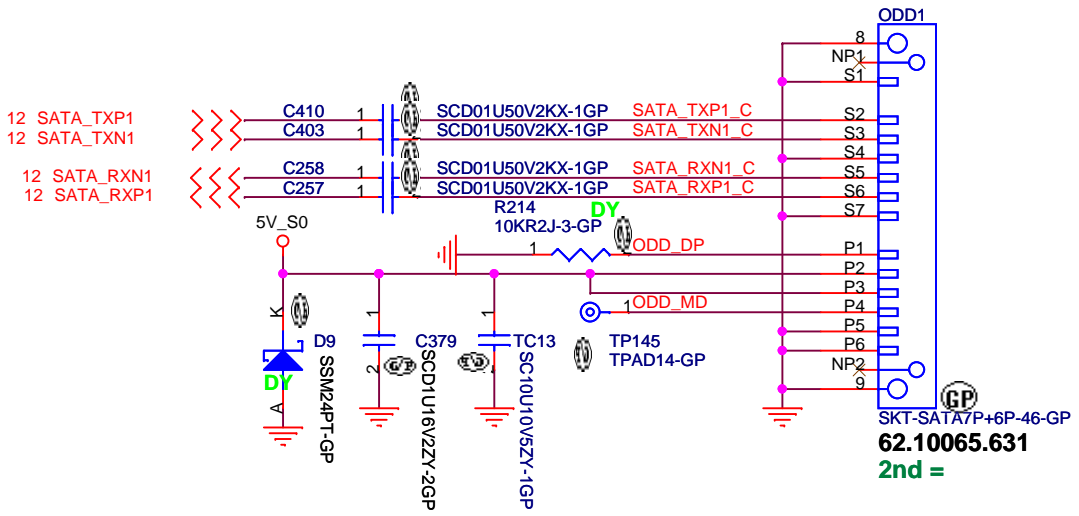 ODD1
8
NP1
S1
12 SATA_TXP1 C410 1 SCD01U50V2KX-1GP SATA_TXP1_C S2
12 SATA_TXN1 C403 SCD01U50V2KX-1GP SATA_TXN1_C S3
S4
12 SATA_RXN1 C258 1 SCD01U50V2KX-1GP SATA_RXN1_C S5
12 SATA_RXP1 C257 SCD01U50V2KX-1GP SATA_RXP1_C S6
R214 DY S7
10KR2J-3-GP
5V_S0
1 ODD_DP P1
P2
P3
1 ODD_MD P4
P5
P6
NP2
9
K
D9
DY
A
SSM24PT-GP
1
C379
2
SCD1U16V2ZY-2GP
1
TC13
SC10U10V5ZY-1GP
TP145
TPAD14-GP
GP
SKT-SATA7P+6P-46-GP
62.10065.631
2nd =